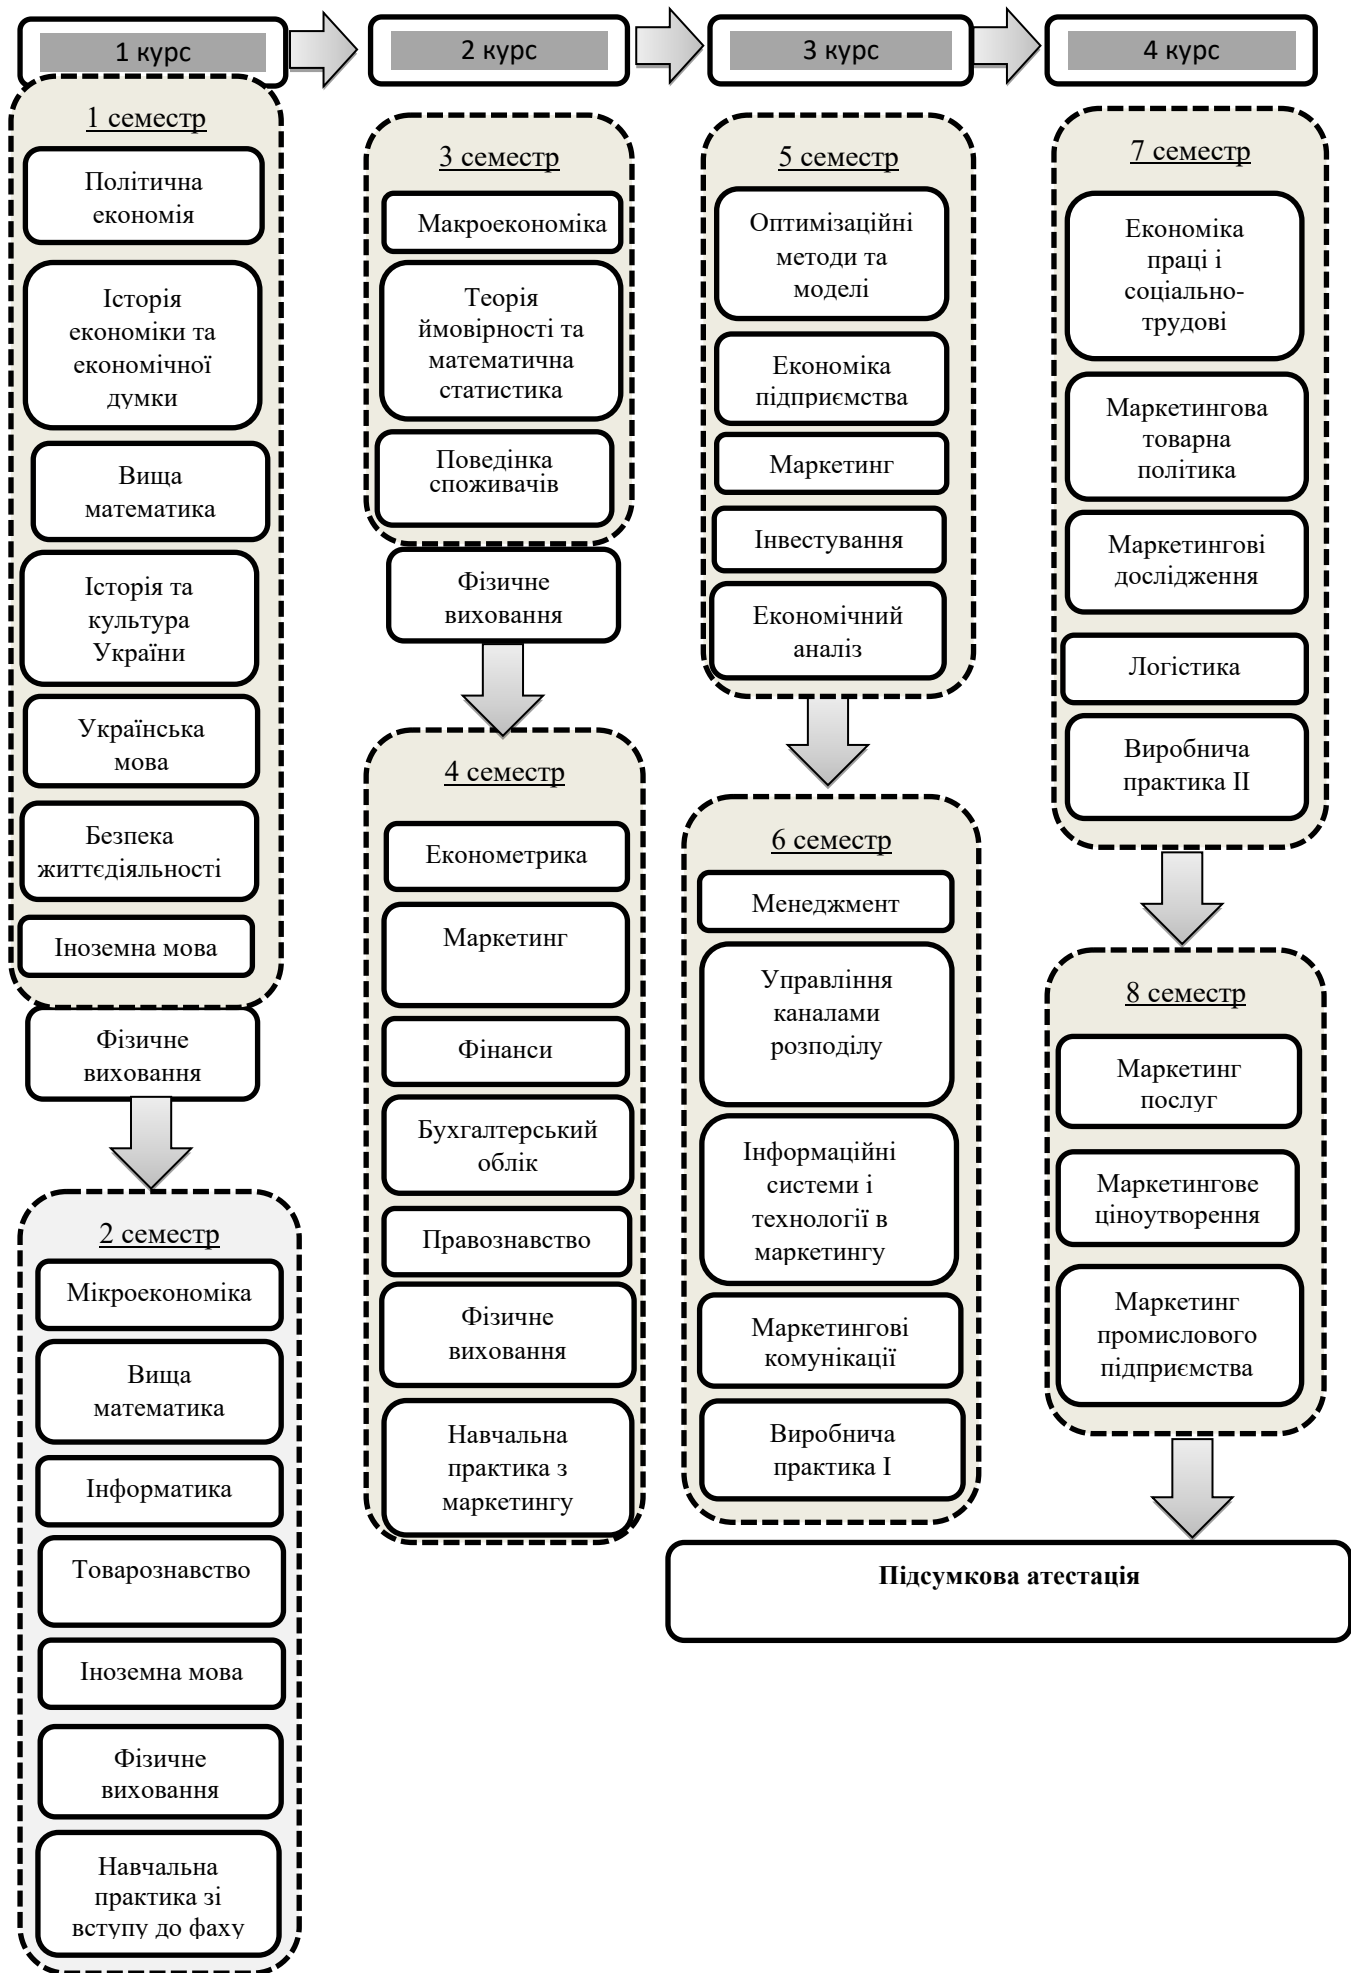 1 курс
2 курс
3 курс
4 курс
1 семестр
Політична
економія
Історія
економіки та
економічної
думки
Вища
математика
Історія та
культура
України
Українська
мова
Безпека
життєдіяльності
Іноземна мова
Фізичне
виховання
2 семестр
Мікроекономіка
Вища
математика
Інформатика
Товарознавство
Іноземна мова
Фізичне
виховання
Навчальна
практика зі
вступу до фаху
3 семестр
Макроекономіка
Теорія
ймовірності та
математична
статистика
Поведінка
споживачів
Фізичне
виховання
4 семестр
Економетрика
Маркетинг
Фінанси
Бухгалтерський
облік
Правознавство
Фізичне
виховання
Навчальна
практика з
маркетингу
5 семестр
Оптимізаційні
методи та
моделі
Економіка
підприємства
Маркетинг
Інвестування
Економічний
аналіз
6 семестр
Менеджмент
Управління
каналами
розподілу
Інформаційні
системи і
технології в
маркетингу
Маркетингові
комунікації
Виробнича
практика І
7 семестр
Економіка
праці і
соціально-
трудові
Маркетингова
товарна
політика
Маркетингові
дослідження
Логістика
Виробнича
практика ІІ
8 семестр
Маркетинг
послуг
Маркетингове
ціноутворення
Маркетинг
промислового
підприємства
Підсумкова атестація